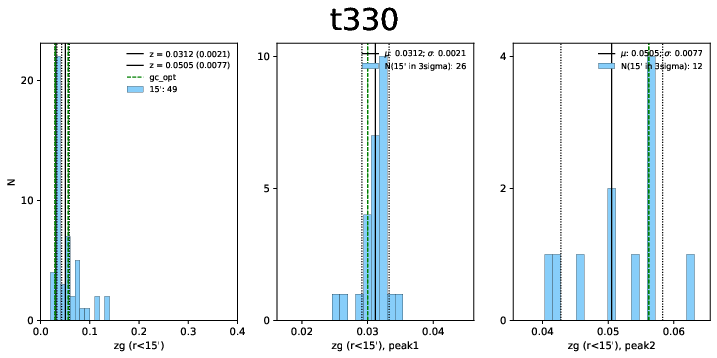 t330
z = 0.0312 (0.0021)
z = 0.0505 (0.0077)
gc_opt
15': 49
N
20
10
0
0.0 0.1 0.2 0.3 0.4
zg (r<15')
μ: 0.0312; σ: 0.0021
N(15' in 3sigma): 26
10
5
0
0.02 0.03 0.04
zg (r<15'), peak1
μ: 0.0505; σ: 0.0077
N(15' in 3sigma): 12
4
2
0
0.04 0.05 0.06
zg (r<15'), peak2